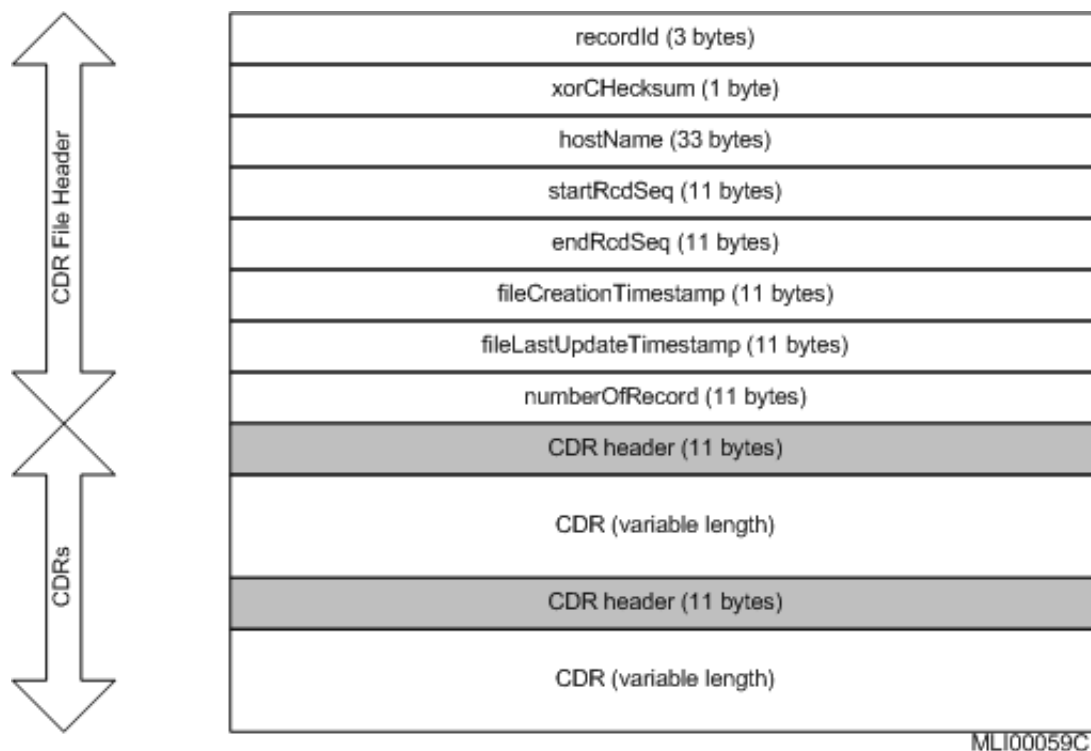 CDR File Header
recordId (3 bytes)
xorCHecksum (1 byte)
hostName (33 bytes)
startRcdSeq (11 bytes)
endRcdSeq (11 bytes)
fileCreationTimestamp (11 bytes)
fileLastUpdateTimestamp (11 bytes)
numberOfRecord (11 bytes)
CDRs
CDR header (11 bytes)
CDR (variable length)
CDR header (11 bytes)
CDR (variable length)
MLI00059C